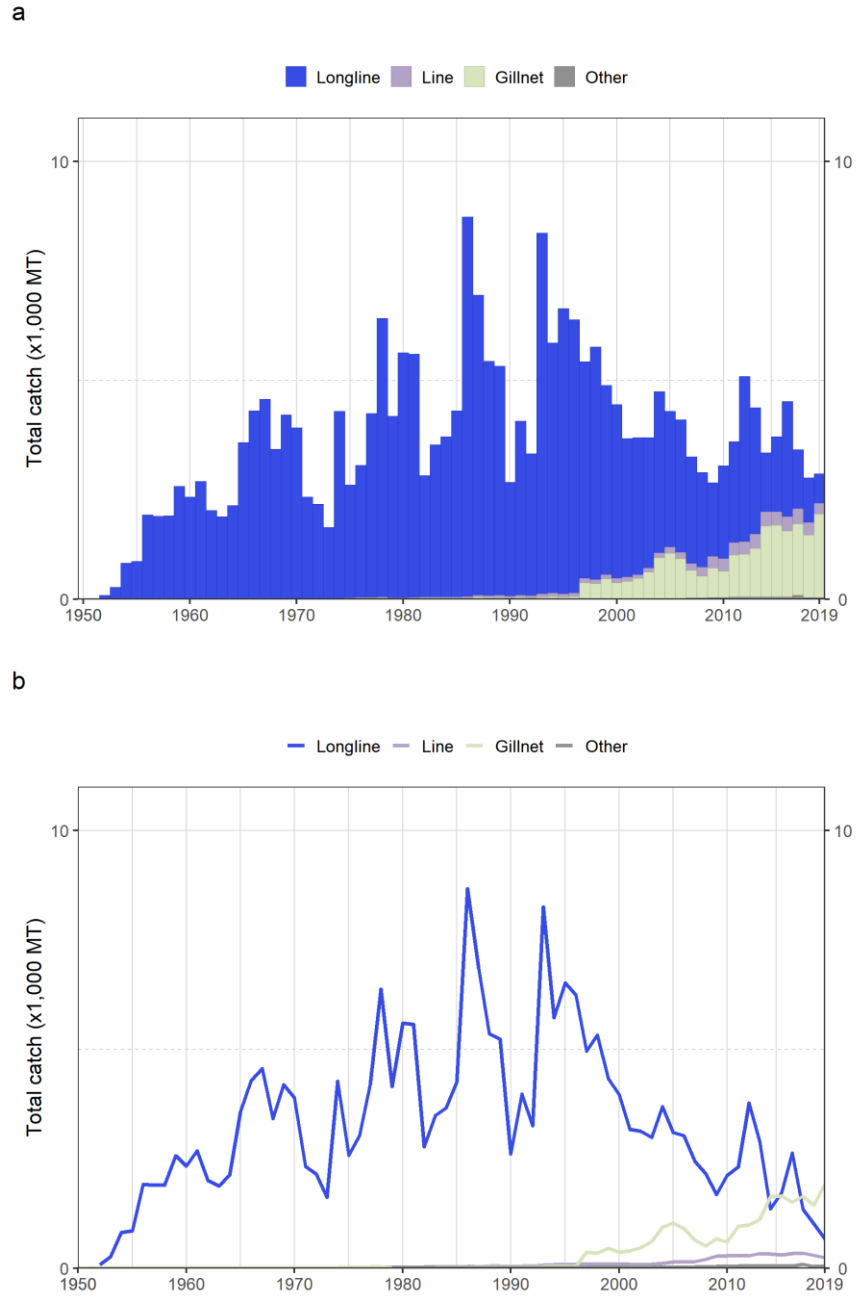 a
Longline Line Gillnet Other
10 10
Total catch (x1,000 MT)
0 0
1950 1960 1970 1980 1990 2000 2010 2019
b
Longline Line Gillnet Other
10 10
Total catch (x1,000 MT)
0 0
1950 1960 1970 1980 1990 2000 2010 2019